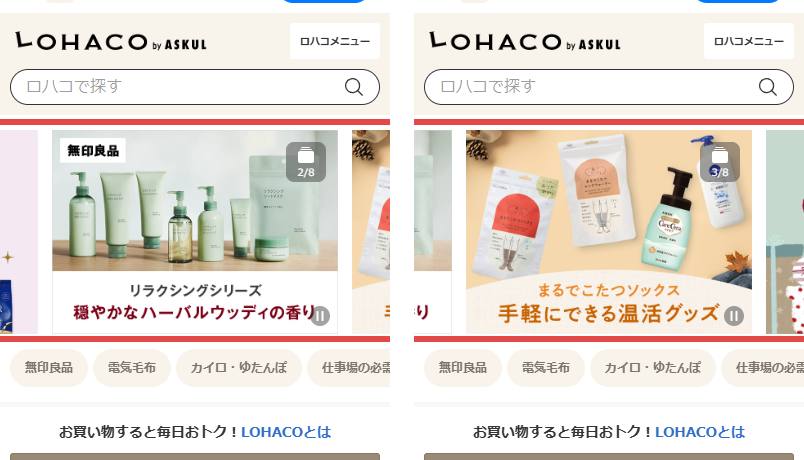 LOHACO by ASKUL
ロハコメニュー
ロハコで探す
無印良品
2/8
リラクシングシリーズ
穏やかなハーバルウッディの香り
無印良品
電気毛布
カイロ・ゆたんぽ
仕事場の必需
お買い物すると毎日おトク！LOHACOとは
LOHACO by ASKUL
ロハコメニュー
ロハコで探す
3/8
香り
まるでこたつソックス
手軽にできる温活グッズ
無印良品
電気毛布
カイロ・ゆたんぽ
仕事場の必需
お買い物すると毎日おトク！LOHACOとは